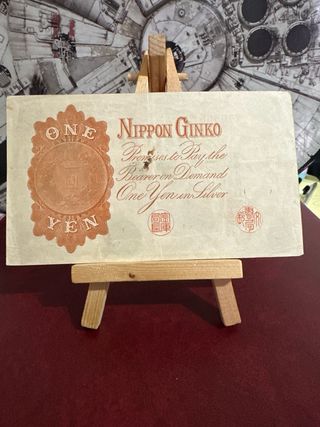 ONE
YEN
NIPPON GINKO
Promises to Pay the
Bearer on Demand
One Yen in Silver